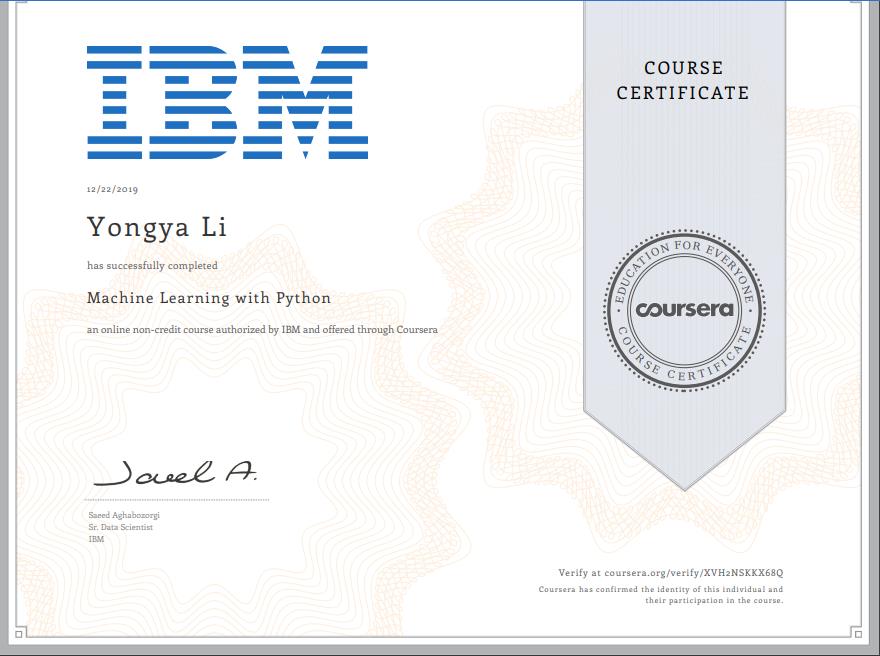 IBM
COURSE
CERTIFICATE
12/22/2019
Yongya Li
has successfully completed
Machine Learning with Python
an online non-credit course authorized by IBM and offered through Coursera
EDUCATION FOR EVERYONE
coursera
COURSE CERTIFICATE
Saeed A.
Saeed Aghabozorgi
Sr. Data Scientist
IBM
Verify at coursera.org/verify/XVH2NSKKX68Q
Coursera has confirmed the identity of this individual and
their participation in the course.